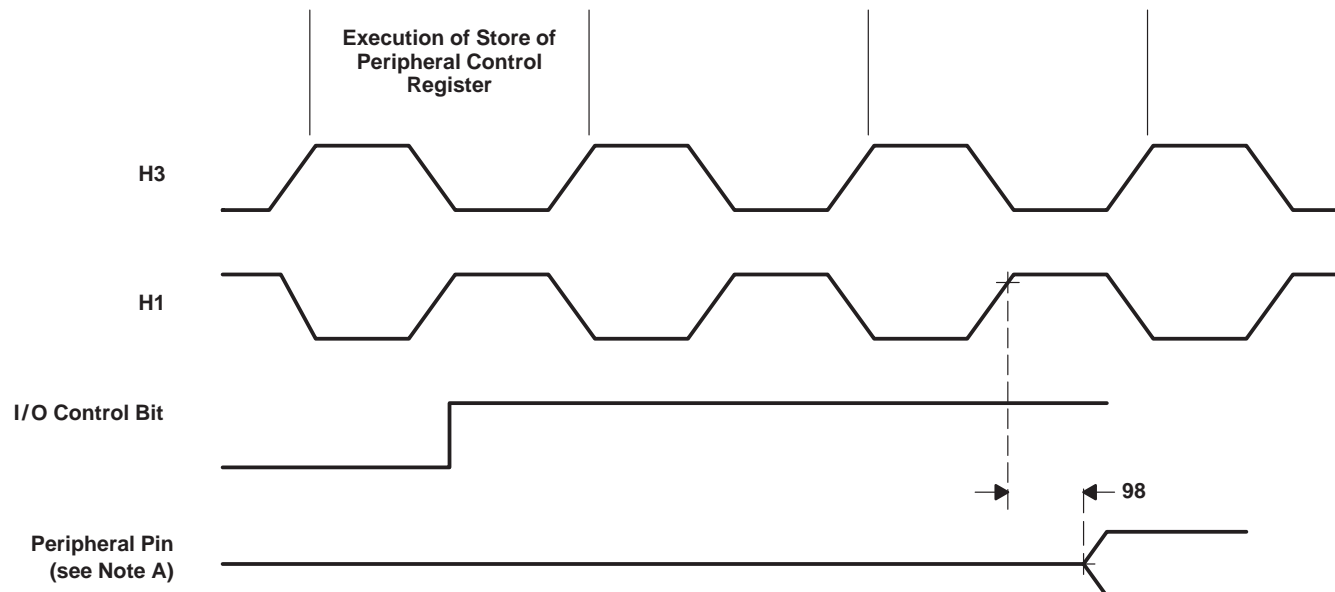 Execution of Store of
Peripheral Control
Register
H3
H1
I/O Control Bit
98
Peripheral Pin
(see Note A)